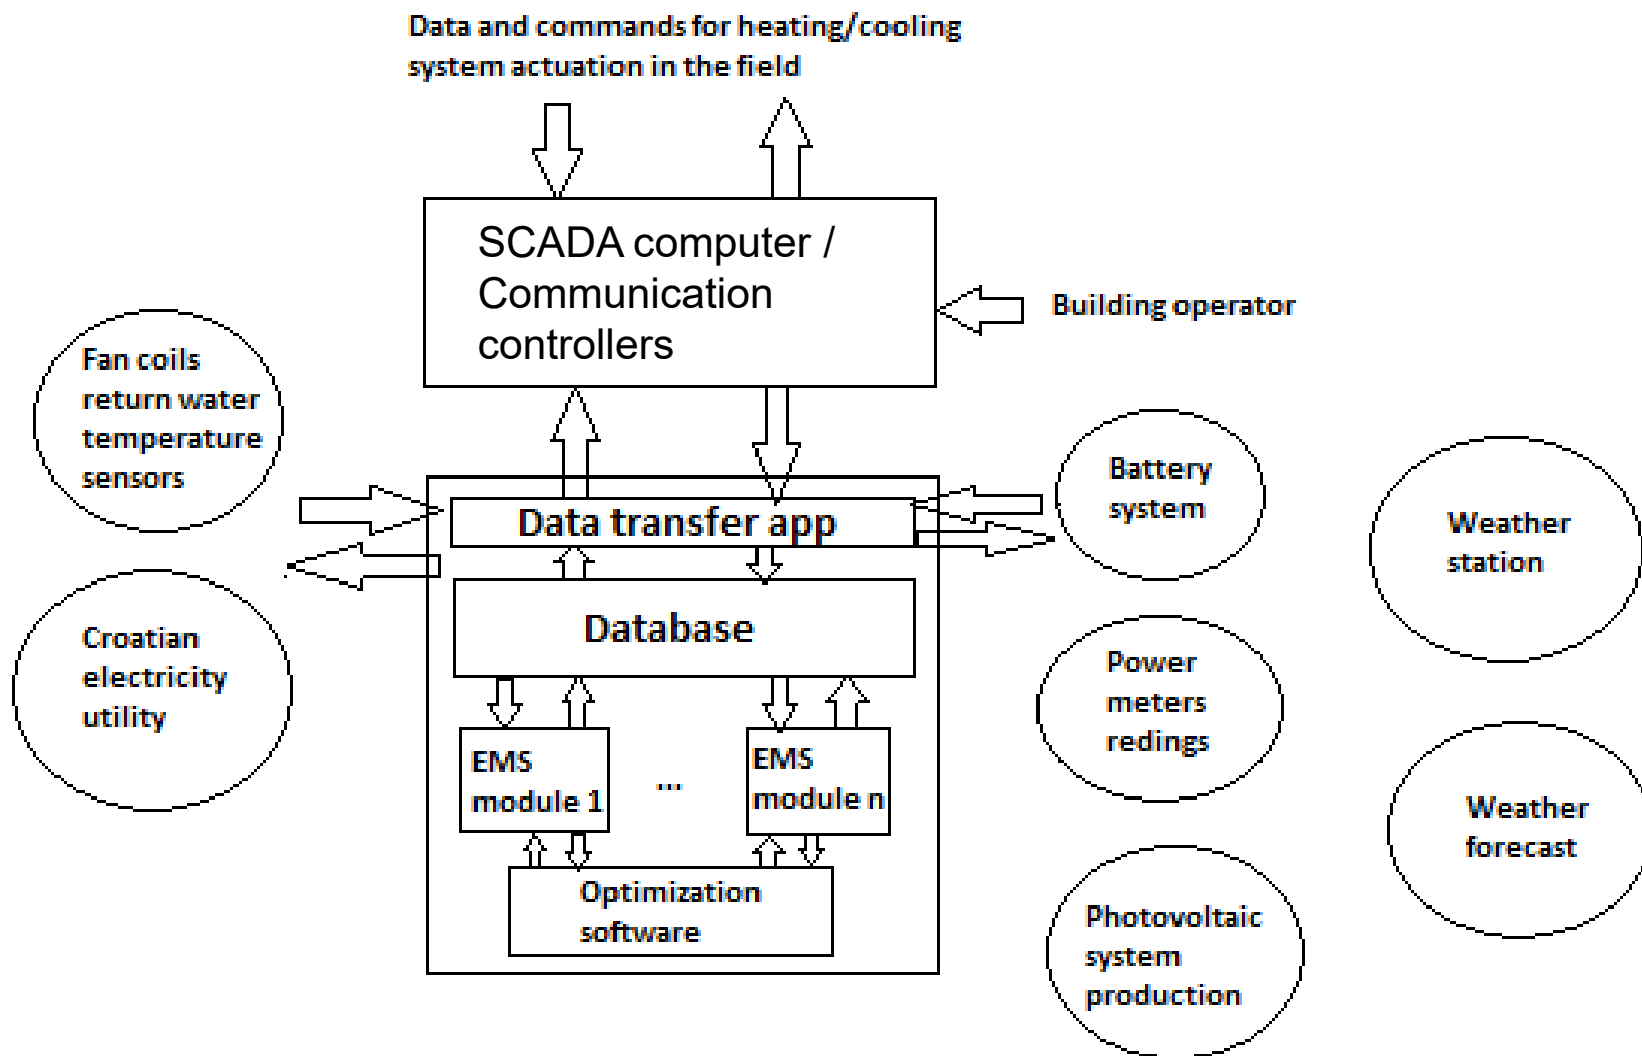 Data and commands for heating/cooling
system actuation in the field
SCADA computer /
Communication
controllers
Building operator
Fan coils
return water
temperature
sensors
Croatian
electricity
utility
Data transfer app
Database
EMS
module 1
...
EMS
module n
Optimization
software
Battery
system
Power
meters
redings
Photovoltaic
system
production
Weather
station
Weather
forecast